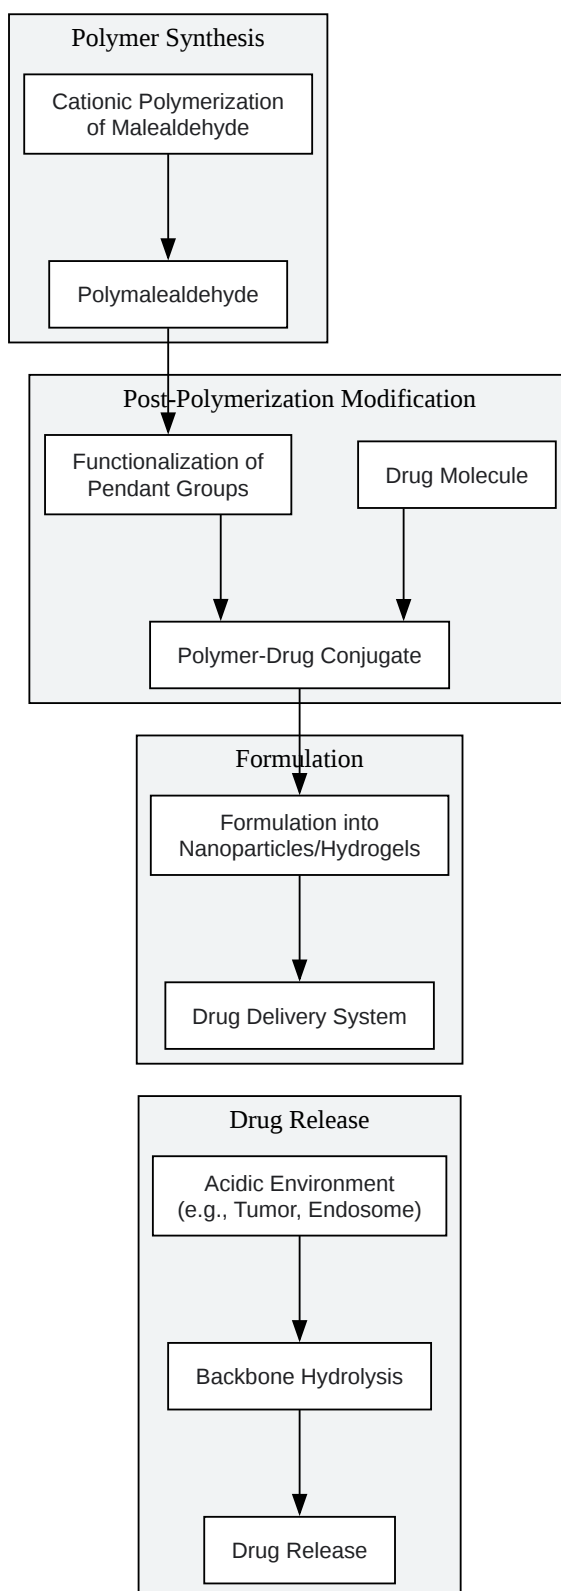 Polymer Synthesis
Cationic Polymerization
of Malealdehyde
Polymalealdehyde
Post-Polymerization Modification
Functionalization of
Pendant Groups
Drug Molecule
Polymer-Drug Conjugate
Formulation
Formulation into
Nanoparticles/Hydrogels
Drug Delivery System
Drug Release
Acidic Environment
(e.g., Tumor, Endosome)
Backbone Hydrolysis
Drug Release